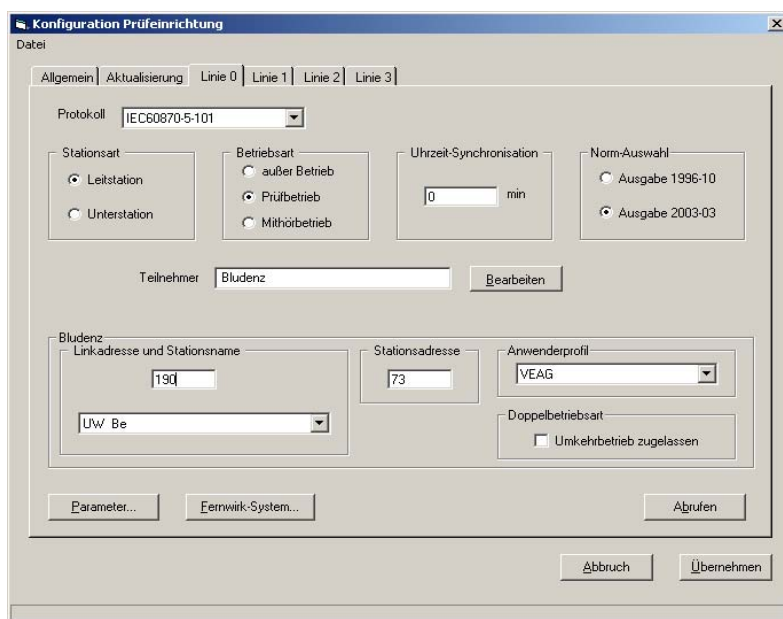 Konfiguration Prüfeinrichtung
Datei
Allgemein Aktualisierung Linie 0 Linie 1 Linie 2 Linie 3
Protokoll IEC60870-5-101
Stationsart
Leitstation
Unterstation
Betriebsart
außer Betrieb
Prüfbetrieb
Mithörbetrieb
Uhrzeit-Synchronisation
0 min
Norm-Auswahl
Ausgabe 1996-10
Ausgabe 2003-03
Teilnehmer Bludenz Bearbeiten
Bludenz
Linkadresse und Stationsname
190
UW Be
Stationsadresse
73
Anwenderprofil
VEAG
Doppelbetriebsart
Umkehrbetrieb zugelassen
Parameter... Fernwirk-System... Abrufen
Abbruch Übernehmen